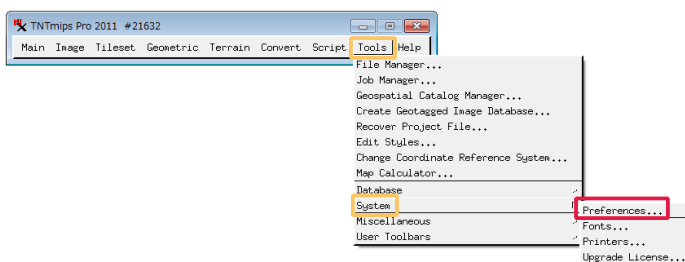 TNTmips Pro 2011 #21632
Main Image Tileset Geometric Terrain Convert Script Tools Help
File Manager...
Job Manager...
Geospatial Catalog Manager...
Create Geotagged Image Database...
Recover Project File...
Edit Styles...
Change Coordinate Reference System...
Map Calculator...
Database
System
Preferences...
Miscellaneous
Fonts...
User Toolbars
Printers...
Upgrade License...